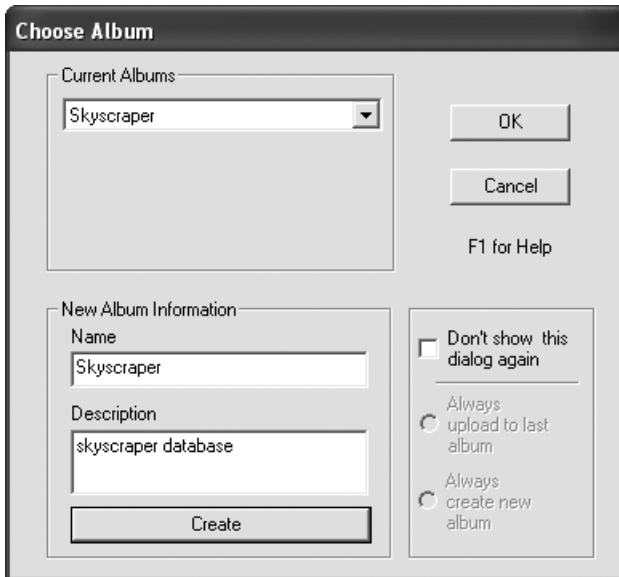 Choose Album
Current Albums
Skyscraper
OK
Cancel
F1 for Help
New Album Information
Name
Skyscraper
Description
skyscraper database
Create
Don't show this
dialog again
Always
upload to last
album
Always
create new
album